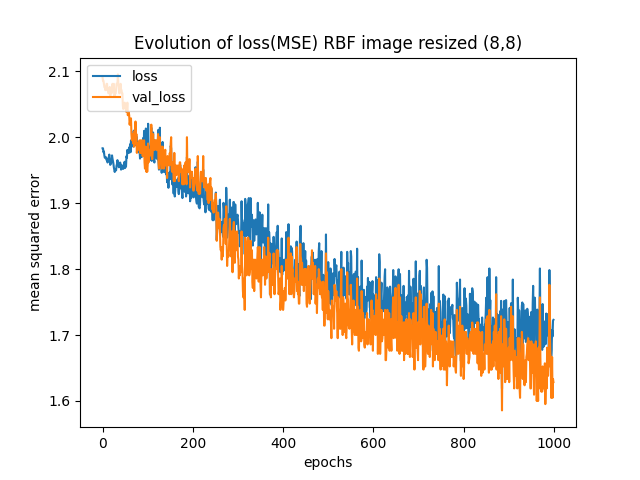 Evolution of loss(MSE) RBF image resized (8,8)
loss
val_loss
2.1
2.0
1.9
1.8
1.7
1.6
mean squared error
0
200
400
600
800
1000
epochs